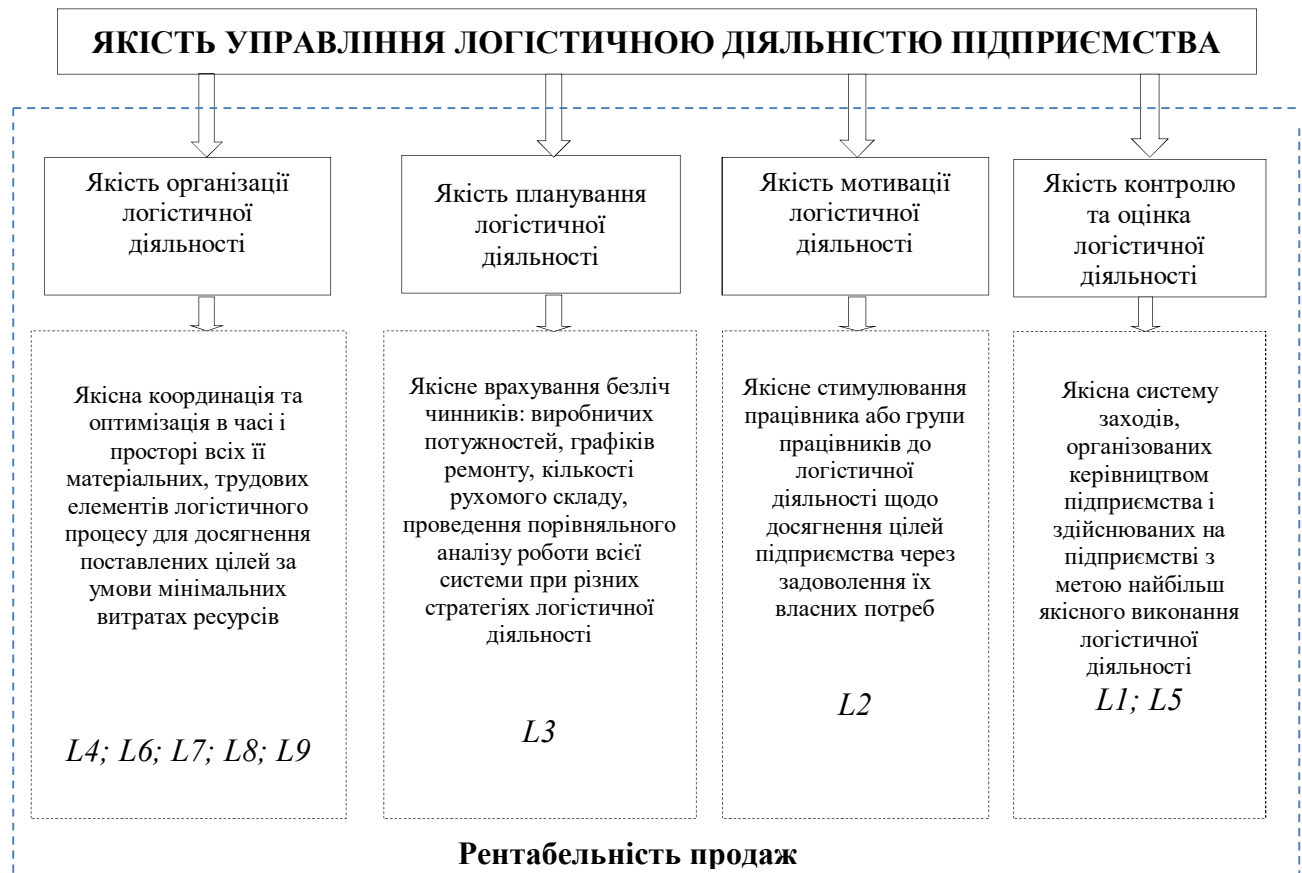 ЯКІСТЬ УПРАВЛІННЯ ЛОГІСТИЧНОЮ ДІЯЛЬНІСТЮ ПІДПРИЄМСТВА
Якість організації
логістичної
діяльності
Якість планування
логістичної
діяльності
Якість мотивації
логістичної
діяльності
Якість контролю
та оцінка
логістичної
діяльності
Якісна координація та
оптимізація в часі і
просторі всіх її
матеріальних, трудових
елементів логістичного
процесу для досягнення
поставлених цілей за
умови мінімальних
витратах ресурсів
L4; L6; L7; L8; L9
Якісне врахування безліч
чинників: виробничих
потужностей, графіків
ремонту, кількості
рухомого складу,
проведення порівняльного
аналізу роботи всієї
системи при різних
стратегіях логістичної
діяльності
L3
Якісне стимулювання
працівника або групи
працівників до
логістичної
діяльності щодо
досягнення цілей
підприємства через
задоволення їх
власних потреб
L2
Якісна систему
заходів,
організованих
керівництвом
підприємства і
здійснюваних на
підприємстві з
метою найбільш
якісного виконання
логістичної
діяльності
L1; L5
Рентабельність продаж